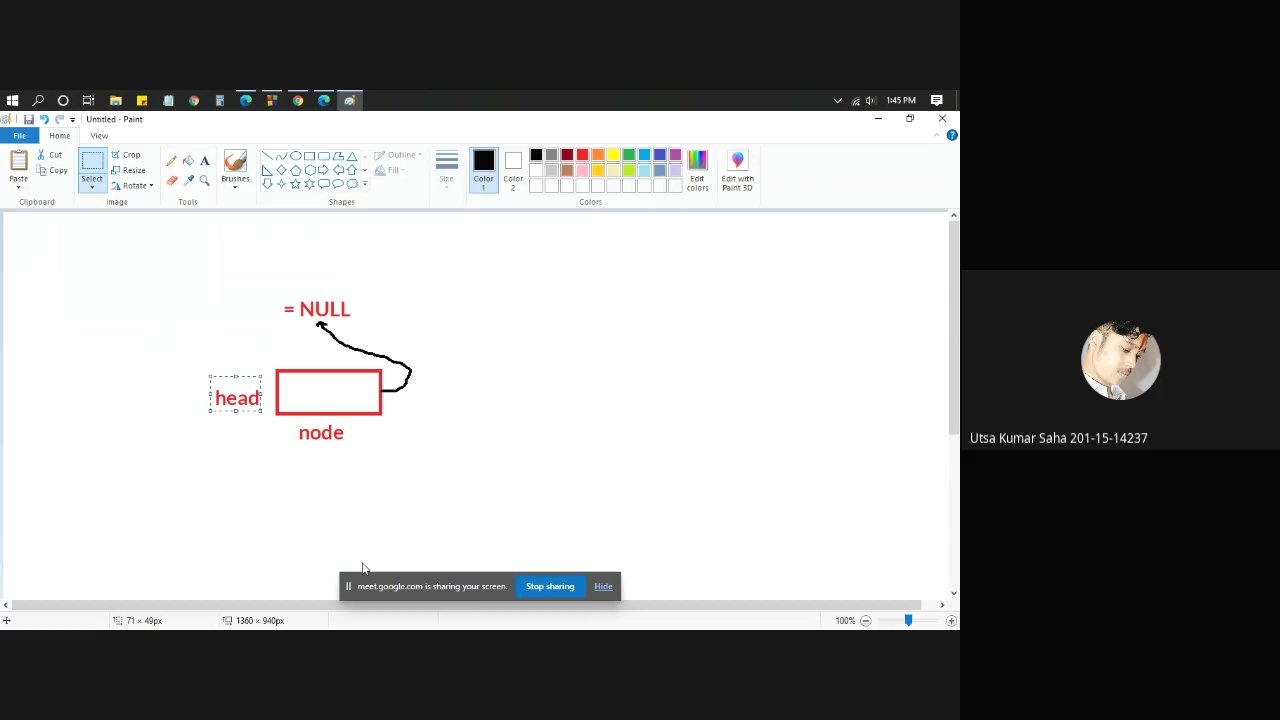 1:45 PM
Untitled - Paint
File
Home
View
Paste
Cut
Copy
Clipboard
Select
Crop
Resize
Rotate
Image
A
Tools
Brushes
Outline
Fill
Shapes
Size
Color
1
Color
2
Edit
colors
Edit with
Paint 3D
Colors
= NULL
head
node
Utsa Kumar Saha 201-15-14237
meet.google.com is sharing your screen.
Stop sharing
Hide
71 × 49px
1360 × 940px
100%